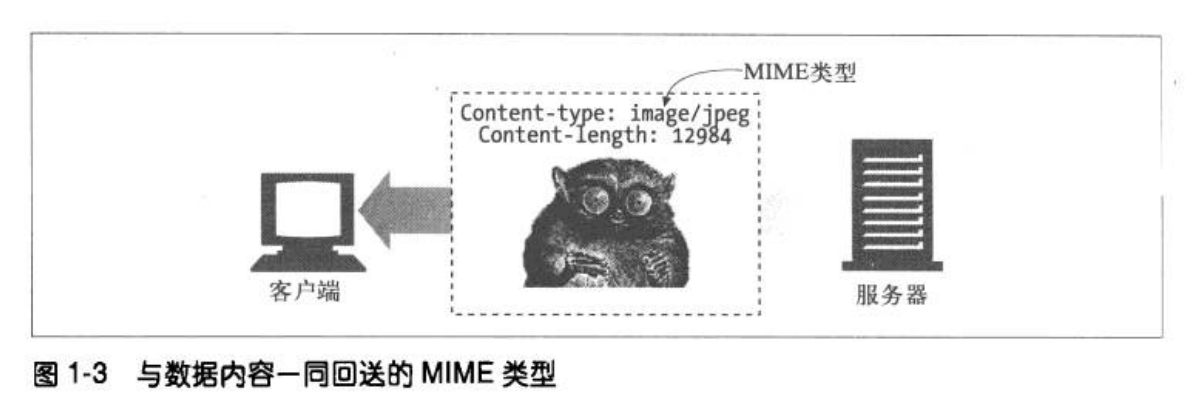 MIME类型
Content-type: image/jpeg
Content-length: 12984
客户端
服务器
图 1-3 与数据内容一同回送的 MIME 类型